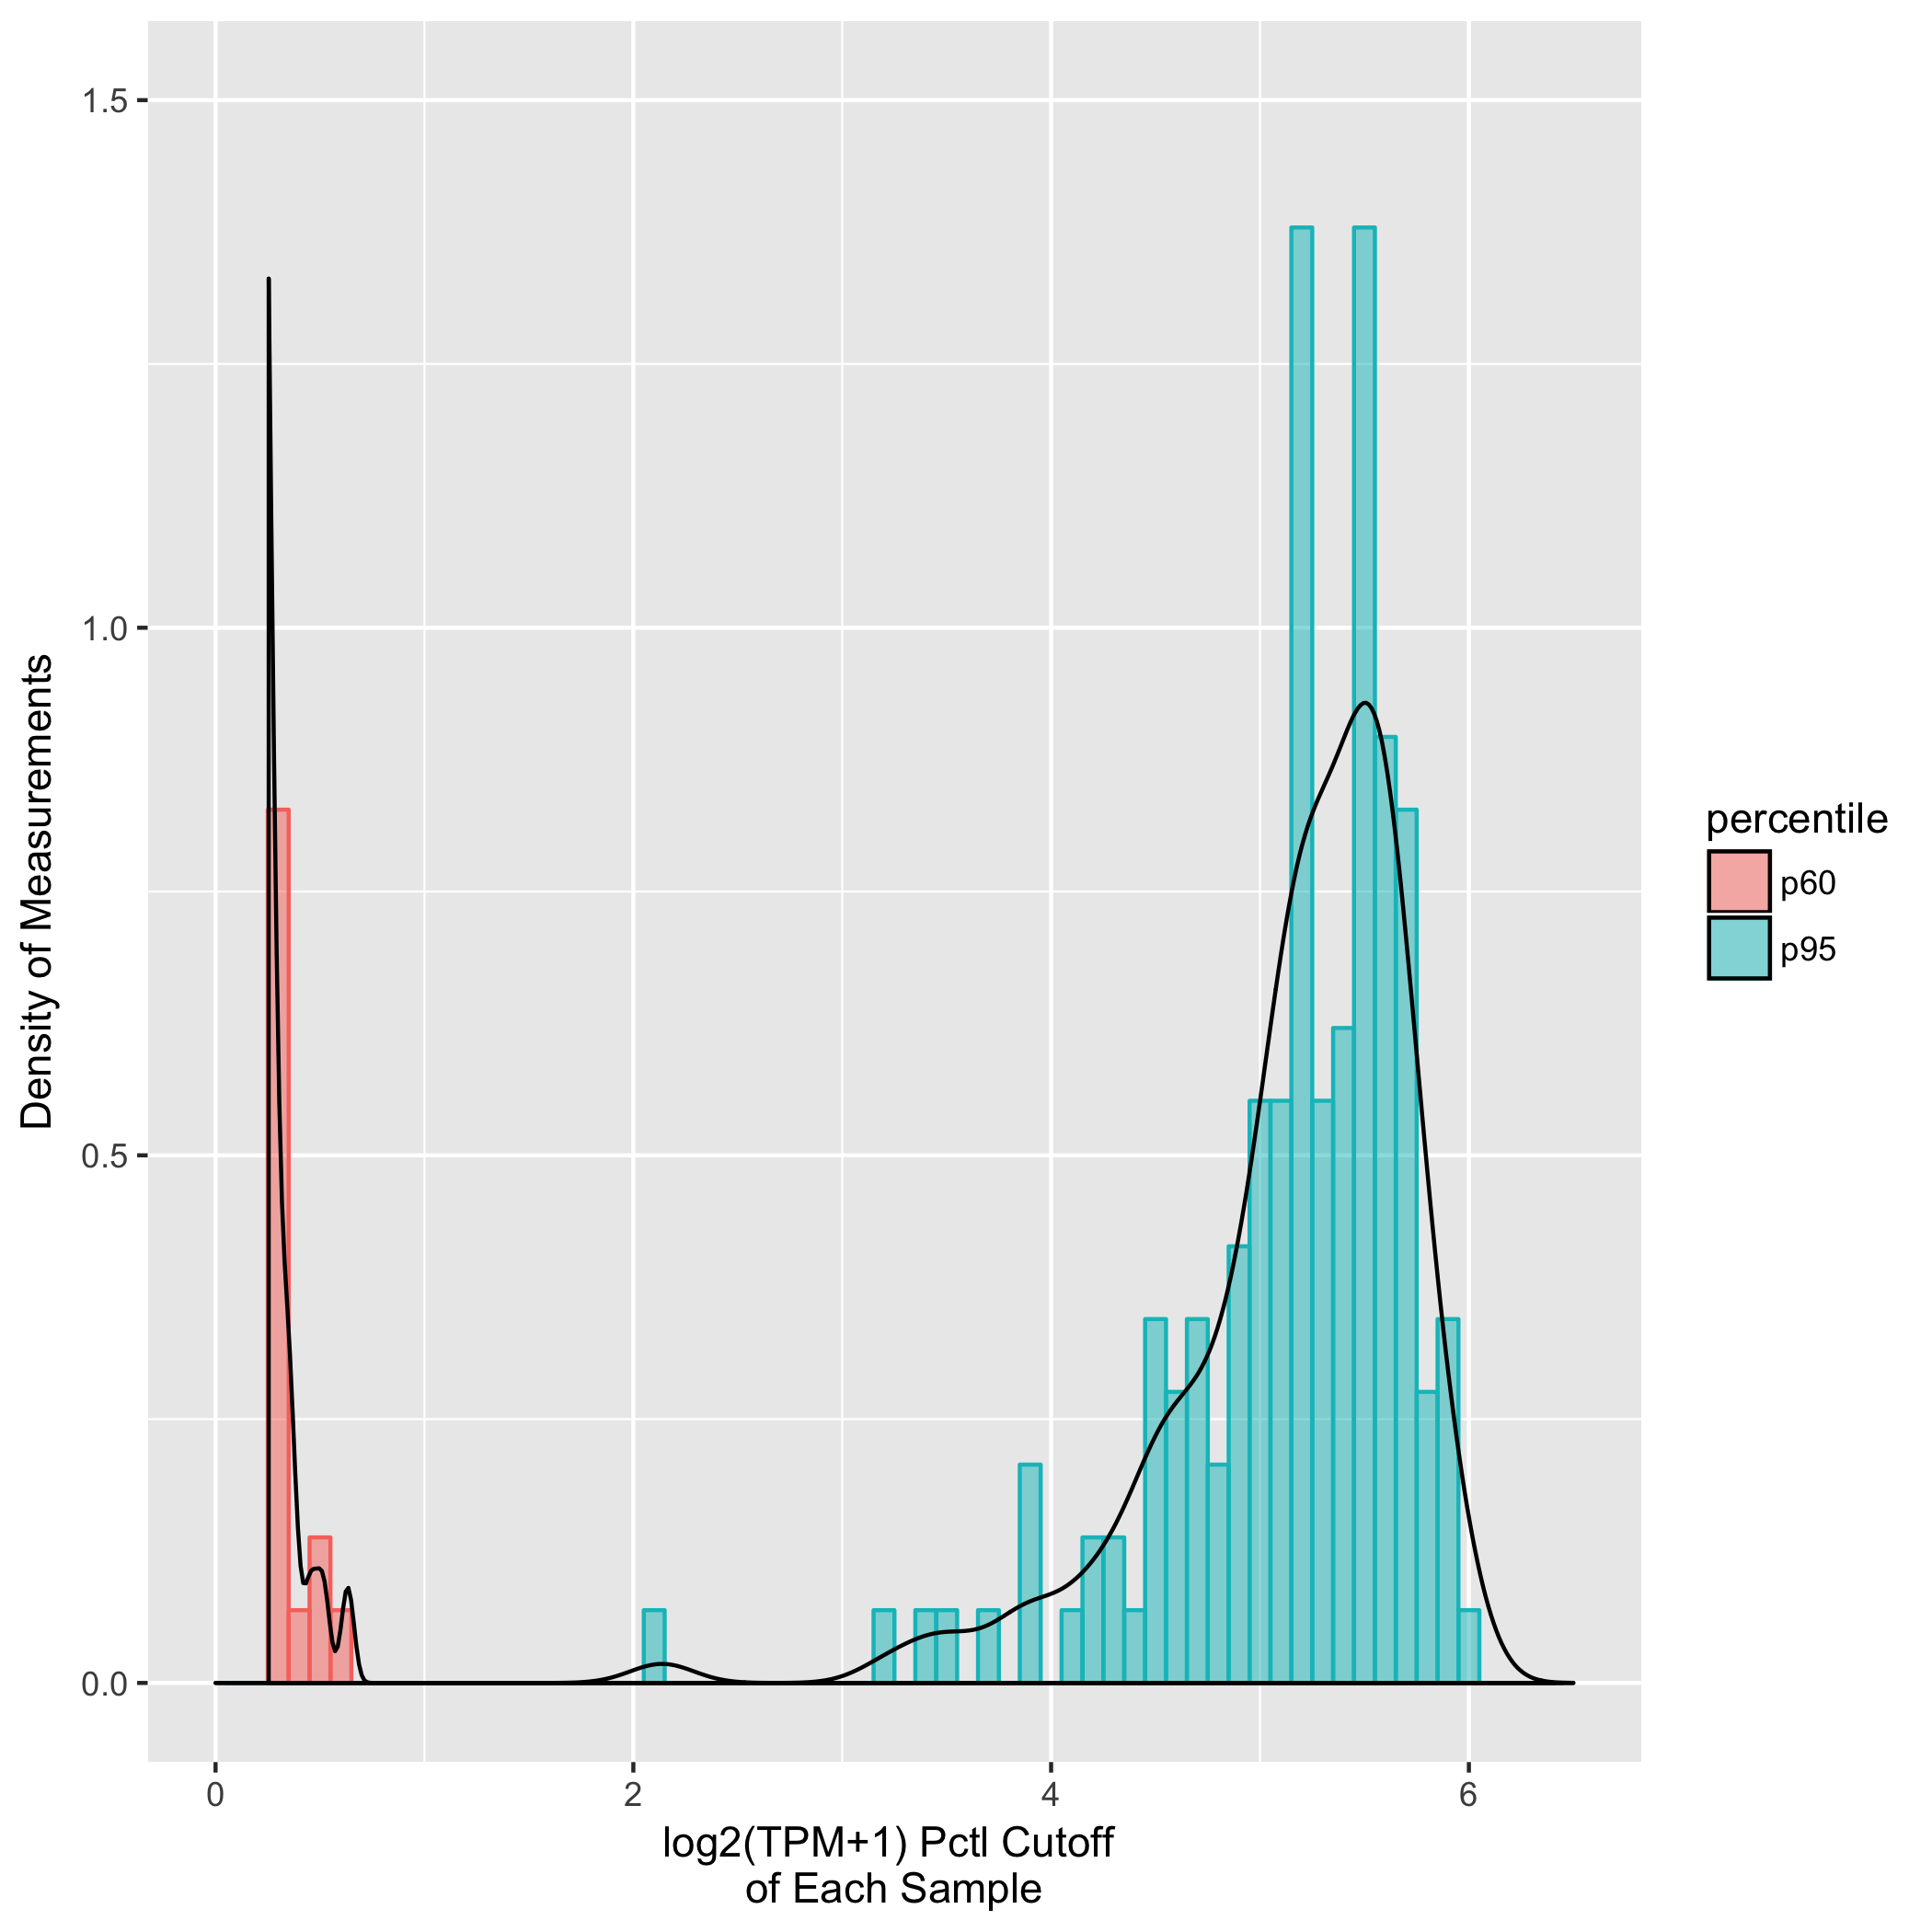 1.5
1.0
0.5
0.0
Density of Measurements
0
2
4
6
log2(TPM+1) Pctl Cutoff
of Each Sample
percentile
p60
p95